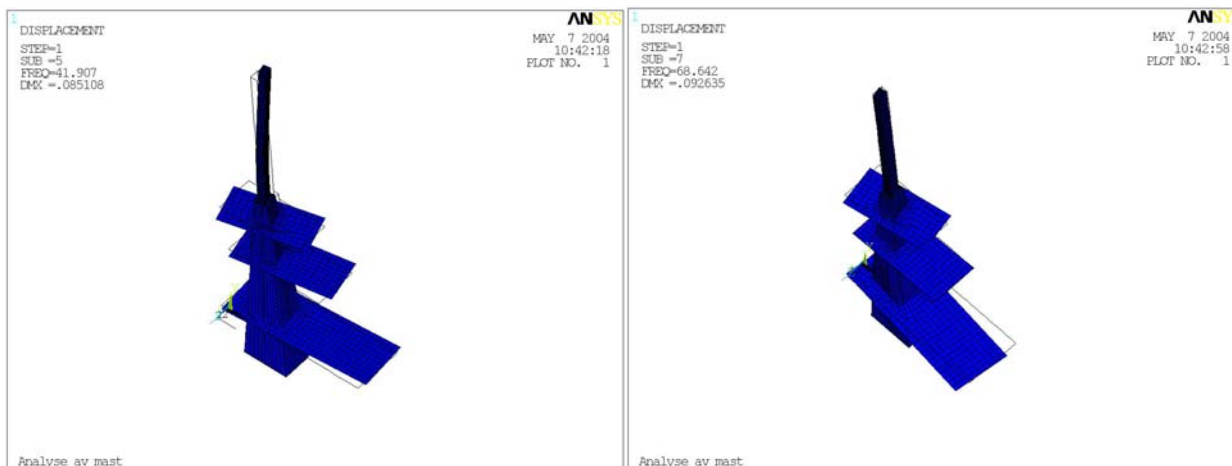 1
ANSYS
DISPLACEMENT
STEP=1
SUB =5
FREQ=41.907
DMX =.085108
MAY 7 2004
10:42:18
PLOT NO. 1
Analyse av mast
1
ANSYS
DISPLACEMENT
STEP=1
SUB =7
FREQ=68.642
DMX =.092635
MAY 7 2004
10:42:58
PLOT NO. 1
Analyse av mast